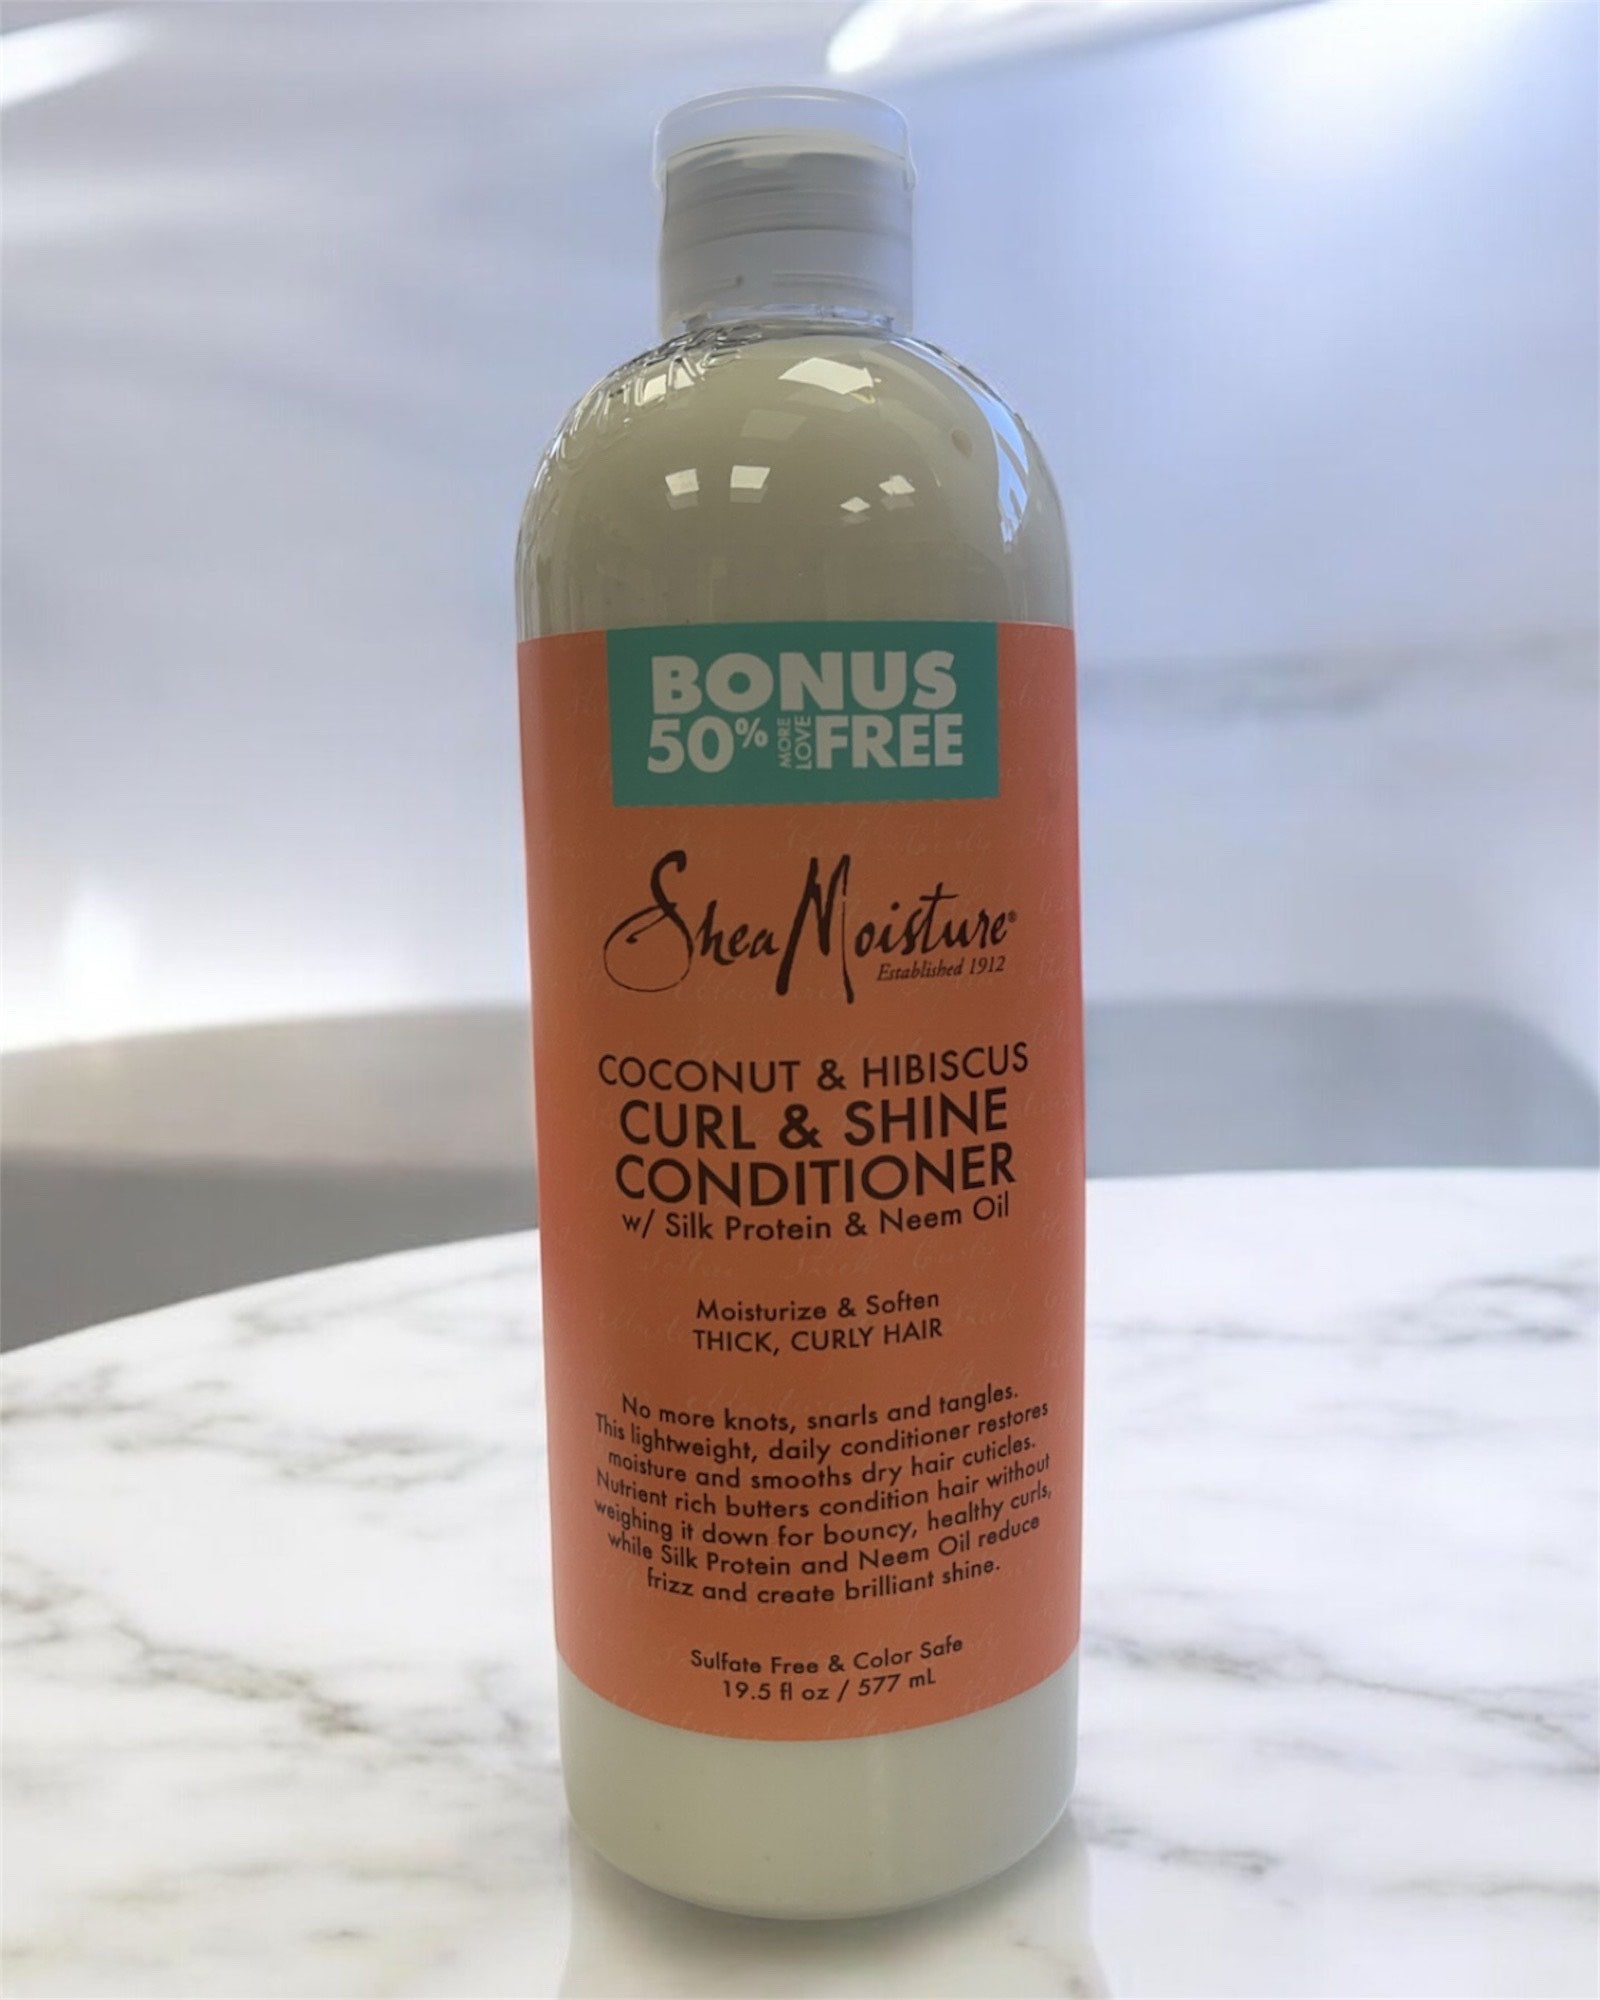 BONUS
50% MORE LOVE FREE
SheaMoisture®
Established 1912
COCONUT & HIBISCUS
CURL & SHINE
CONDITIONER
w/ Silk Protein & Neem Oil
Moisturize & Soften
THICK, CURLY HAIR
No more knots, snarls and tangles.
This lightweight, daily conditioner restores
moisture and smooths dry hair cuticles.
Nutrient rich butters condition hair without
weighing it down for bouncy, healthy curls,
while Silk Protein and Neem Oil reduce
frizz and create brilliant shine.
Sulfate Free & Color Safe
19.5 fl oz / 577 mL